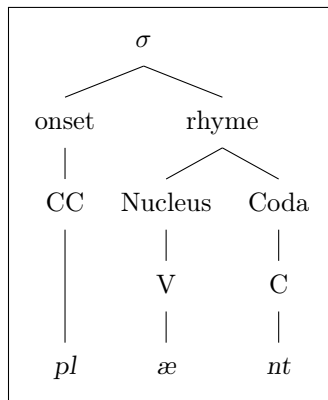 σ
onset rhyme
CC Nucleus Coda
V C
pl æ nt